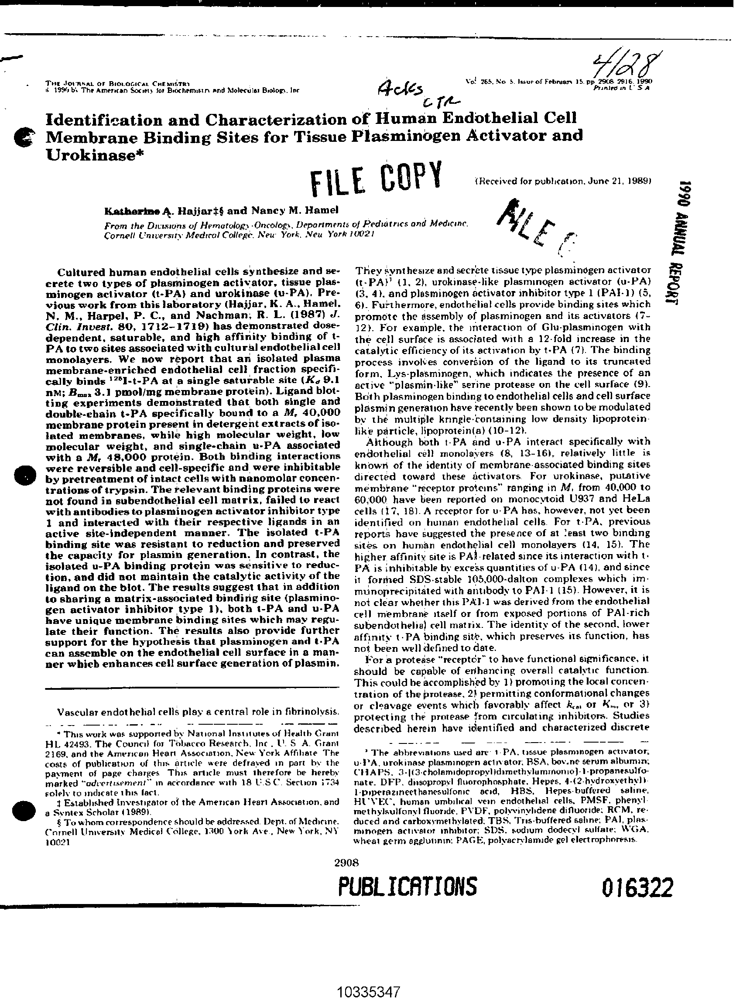 4/28
THE JOURNAL OF BIOLOGICAL CHEMISTRY
© 1990 by The American Society for Biochemistry and Molecular Biology, Inc
Vol. 265, No. 5, Issue of February 15, pp. 2908-2916, 1990
Printed in U.S.A.
Acks
CTR
Identification and Characterization of Human Endothelial Cell
Membrane Binding Sites for Tissue Plasminogen Activator and
Urokinase*
FILE COPY
(Received for publication, June 21, 1989)
FILE C
1990 ANNUAL REPORT
Katherine A. Hajjar‡§ and Nancy M. Hamel
From the Divisions of Hematology-Oncology, Departments of Pediatrics and Medicine,
Cornell University Medical College, New York, New York 10021
Cultured human endothelial cells synthesize and se-
crete two types of plasminogen activator, tissue plas-
minogen activator (t-PA) and urokinase (u-PA). Pre-
vious work from this laboratory (Hajjar, K. A., Hamel,
N. M., Harpel, P. C., and Nachman, R. L. (1987) J.
Clin. Invest. 80, 1712-1719) has demonstrated dose-
dependent, saturable, and high affinity binding of t-
PA to two sites associated with cultural endothelial cell
monolayers. We now report that an isolated plasma
membrane-enriched endothelial cell fraction specifi-
cally binds ¹²⁵I-t-PA at a single saturable site (Kd 9.1
nM; Bmax 3.1 pmol/mg membrane protein). Ligand blot-
ting experiments demonstrated that both single and
double-chain t-PA specifically bound to a Mr 40,000
membrane protein present in detergent extracts of iso-
lated membranes, while high molecular weight, low
molecular weight, and single-chain u-PA associated
with a Mr 48,000 protein. Both binding interactions
were reversible and cell-specific and were inhibitable
by pretreatment of intact cells with nanomolar concen-
trations of trypsin. The relevant binding proteins were
not found in subendothelial cell matrix, failed to react
with antibodies to plasminogen activator inhibitor type
1 and interacted with their respective ligands in an
active site-independent manner. The isolated t-PA
binding site was resistant to reduction and preserved
the capacity for plasmin generation. In contrast, the
isolated u-PA binding protein was sensitive to reduc-
tion, and did not maintain the catalytic activity of the
ligand on the blot. The results suggest that in addition
to sharing a matrix-associated binding site (plasmino-
gen activator inhibitor type 1), both t-PA and u-PA
have unique membrane binding sites which may regu-
late their function. The results also provide further
support for the hypothesis that plasminogen and t-PA
can assemble on the endothelial cell surface in a man-
ner which enhances cell surface generation of plasmin.
Vascular endothelial cells play a central role in fibrinolysis.
* This work was supported by National Institutes of Health Grant
HL 42493, The Council for Tobacco Research, Inc., U. S. A. Grant
2169, and the American Heart Association, New York Affiliate. The
costs of publication of this article were defrayed in part by the
payment of page charges. This article must therefore be hereby
marked "advertisement" in accordance with 18 U.S.C. Section 1734
solely to indicate this fact.
‡ Established Investigator of the American Heart Association, and
a Syntex Scholar (1989).
§ To whom correspondence should be addressed: Dept. of Medicine,
Cornell University Medical College, 1300 York Ave., New York, NY
10021
They synthesize and secrete tissue type plasminogen activator
(t-PA)¹ (1, 2), urokinase-like plasminogen activator (u-PA)
(3, 4), and plasminogen activator inhibitor type 1 (PAI-1) (5,
6). Furthermore, endothelial cells provide binding sites which
promote the assembly of plasminogen and its activators (7-
12). For example, the interaction of Glu-plasminogen with
the cell surface is associated with a 12-fold increase in the
catalytic efficiency of its activation by t-PA (7). The binding
process involves conversion of the ligand to its truncated
form, Lys-plasminogen, which indicates the presence of an
active "plasmin-like" serine protease on the cell surface (9).
Both plasminogen binding to endothelial cells and cell surface
plasmin generation have recently been shown to be modulated
by the multiple kringle-containing low density lipoprotein-
like particle, lipoprotein(a) (10-12).
Although both t-PA and u-PA interact specifically with
endothelial cell monolayers (8, 13-16), relatively little is
known of the identity of membrane-associated binding sites
directed toward these activators. For urokinase, putative
membrane "receptor proteins" ranging in Mr from 40,000 to
60,000 have been reported on monocytoid U937 and HeLa
cells (17, 18). A receptor for u-PA has, however, not yet been
identified on human endothelial cells. For t-PA, previous
reports have suggested the presence of at least two binding
sites on human endothelial cell monolayers (14, 15). The
higher affinity site is PAI-related since its interaction with t-
PA is inhibitable by excess quantities of u-PA (14), and since
it formed SDS-stable 105,000-dalton complexes which im-
munoprecipitated with antibody to PAI-1 (15). However, it is
not clear whether this PAI-1 was derived from the endothelial
cell membrane itself or from exposed portions of PAI-rich
subendothelial cell matrix. The identity of the second, lower
affinity t-PA binding site, which preserves its function, has
not been well defined to date.
For a protease "receptor" to have functional significance, it
should be capable of enhancing overall catalytic function.
This could be accomplished by 1) promoting the local concen-
tration of the protease, 2) permitting conformational changes
or cleavage events which favorably affect kcat or Km, or 3)
protecting the protease from circulating inhibitors. Studies
described herein have identified and characterized discrete
¹ The abbreviations used are: t-PA, tissue plasminogen activator;
u-PA, urokinase plasminogen activator; BSA, bovine serum albumin;
CHAPS, 3-[(3-cholamidopropyl)dimethylammonio]-1-propanesulfo-
nate; DFP, diisopropyl fluorophosphate; Hepes, 4-(2-hydroxyethyl)-
1-piperazineethanesulfonic acid, HBS, Hepes-buffered saline,
HUVEC, human umbilical vein endothelial cells, PMSF, phenyl-
methylsulfonyl fluoride, PVDF, polyvinylidene difluoride; RCM, re-
duced and carboxymethylated; TBS, Tris-buffered saline; PAI, plas-
minogen activator inhibitor; SDS, sodium dodecyl sulfate; WGA,
wheat germ agglutinin; PAGE, polyacrylamide gel electrophoresis.
2908
PUBLICATIONS
016322
10335347